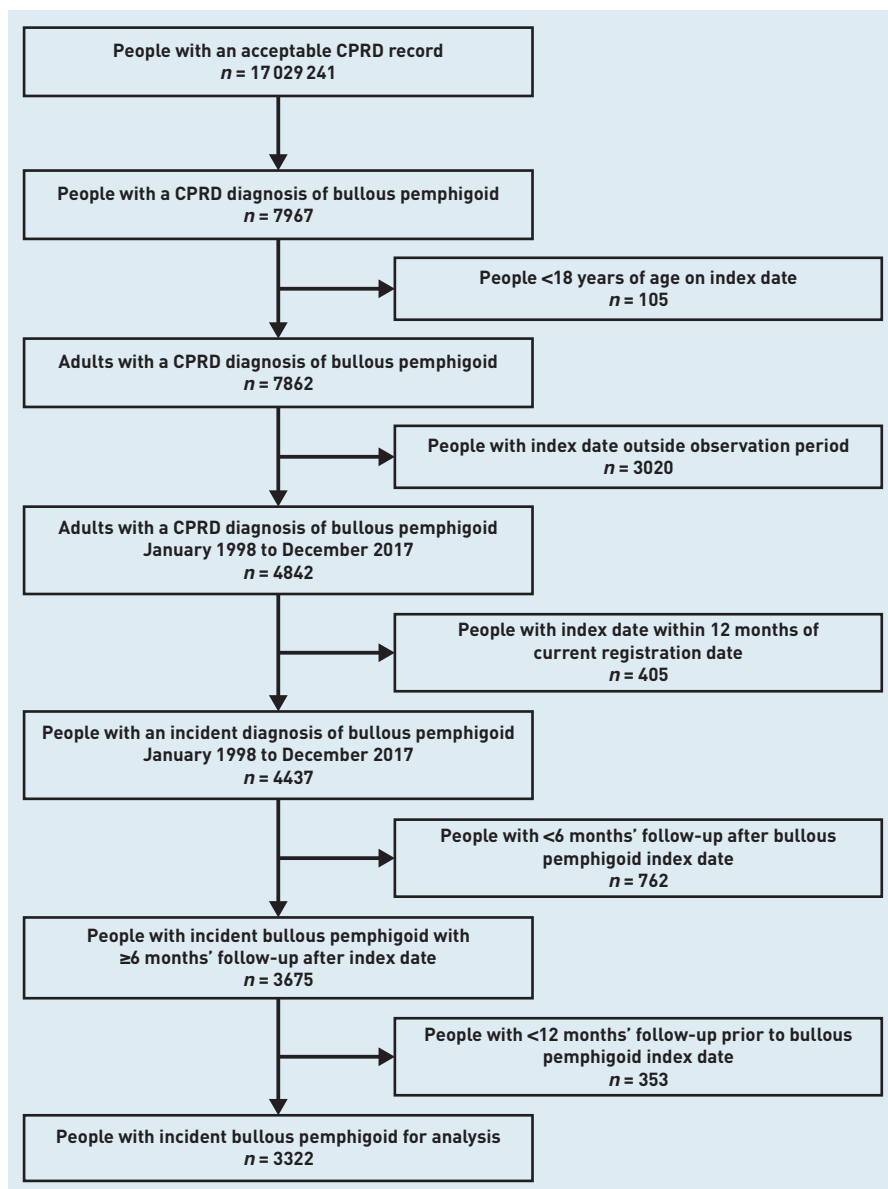 People with an acceptable CPRD record
n = 17 029 241
People with a CPRD diagnosis of bullous pemphigoid
n = 7967
People <18 years of age on index date
n = 105
Adults with a CPRD diagnosis of bullous pemphigoid
n = 7862
People with index date outside observation period
n = 3020
Adults with a CPRD diagnosis of bullous pemphigoid
January 1998 to December 2017
n = 4842
People with index date within 12 months of
current registration date
n = 405
People with an incident diagnosis of bullous pemphigoid
January 1998 to December 2017
n = 4437
People with <6 months’ follow-up after bullous
pemphigoid index date
n = 762
People with incident bullous pemphigoid with
≥6 months’ follow-up after index date
n = 3675
People with <12 months’ follow-up prior to bullous
pemphigoid index date
n = 353
People with incident bullous pemphigoid for analysis
n = 3322